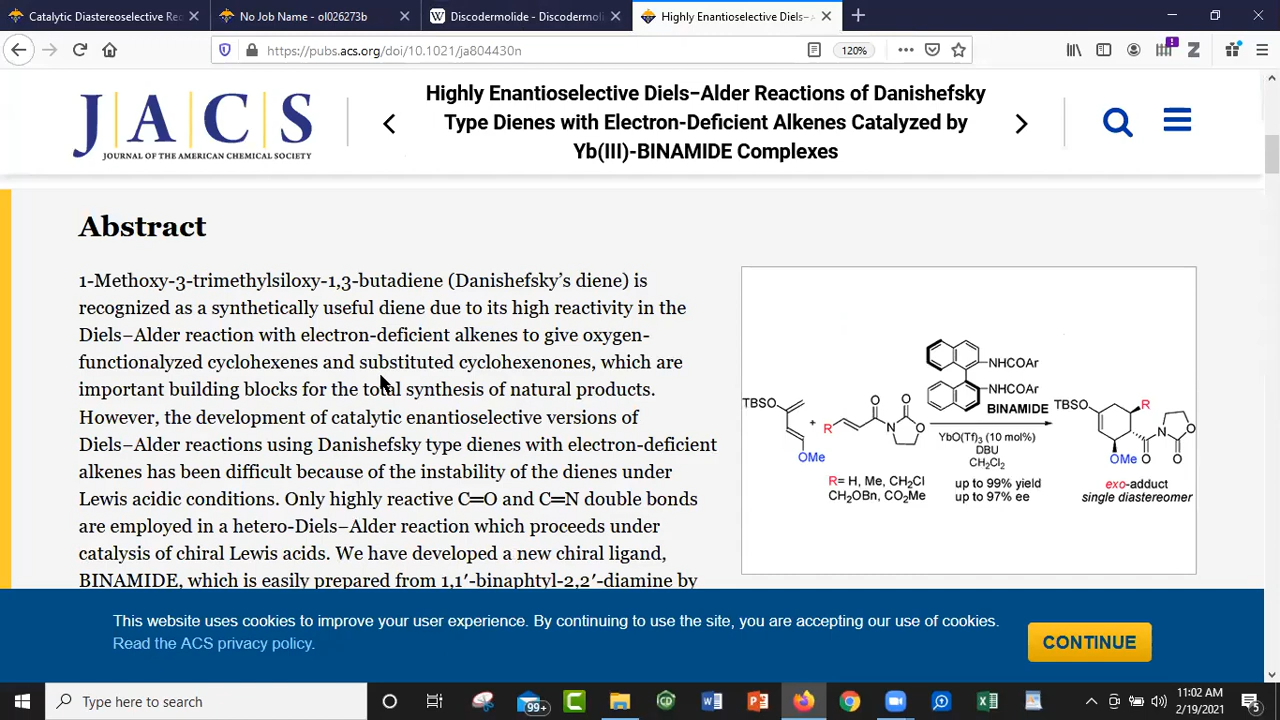 Catalytic Diastereoselective Re
No Job Name - ol026273b
Discodermolide - Discodermoli
Highly Enantioselective Diels–A
https://pubs.acs.org/doi/10.1021/ja804430n
120%
JACS
JOURNAL OF THE AMERICAN CHEMICAL SOCIETY
Highly Enantioselective Diels−Alder Reactions of Danishefsky
Type Dienes with Electron-Deficient Alkenes Catalyzed by
Yb(III)-BINAMIDE Complexes
Abstract
1-Methoxy-3-trimethylsiloxy-1,3-butadiene (Danishefsky’s diene) is
recognized as a synthetically useful diene due to its high reactivity in the
Diels−Alder reaction with electron-deficient alkenes to give oxygen-
functionalyzed cyclohexenes and substituted cyclohexenones, which are
important building blocks for the total synthesis of natural products.
However, the development of catalytic enantioselective versions of
Diels−Alder reactions using Danishefsky type dienes with electron-deficient
alkenes has been difficult because of the instability of the dienes under
Lewis acidic conditions. Only highly reactive C═O and C═N double bonds
are employed in a hetero-Diels−Alder reaction which proceeds under
catalysis of chiral Lewis acids. We have developed a new chiral ligand,
BINAMIDE, which is easily prepared from 1,1′-binaphtyl-2,2′-diamine by
NHCOAr
NHCOAr
BINAMIDE
TBSO
OMe
+
R
O
O
N
O
YbO(Tf)3 (10 mol%)
DBU
CH2Cl2
TBSO
R
N
O
OMe
O
O
R= H, Me, CH2Cl
CH2OBn, CO2Me
up to 99% yield
up to 97% ee
exo-adduct
single diastereomer
This website uses cookies to improve your user experience. By continuing to use the site, you are accepting our use of cookies.
Read the ACS privacy policy.
CONTINUE
Type here to search
99+
11:02 AM
2/19/2021
5